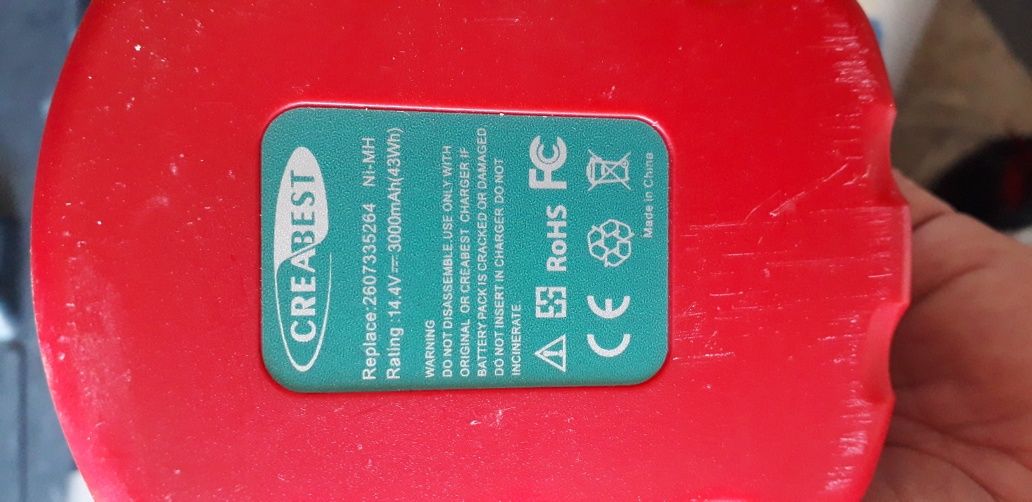 CREABEST
Replace:2607335264 Ni-MH
Rating :14.4V⎓3000mAh(43Wh)
WARNING
DO NOT DISASSEMBLE.USE ONLY WITH
ORIGINAL OR CREABEST CHARGER IF
BATTERY PACK IS CRACKED OR DAMAGED
DO NOT INSERT IN CHARGER DO NOT
INCINERATE
RoHS FC
CE
Made in China